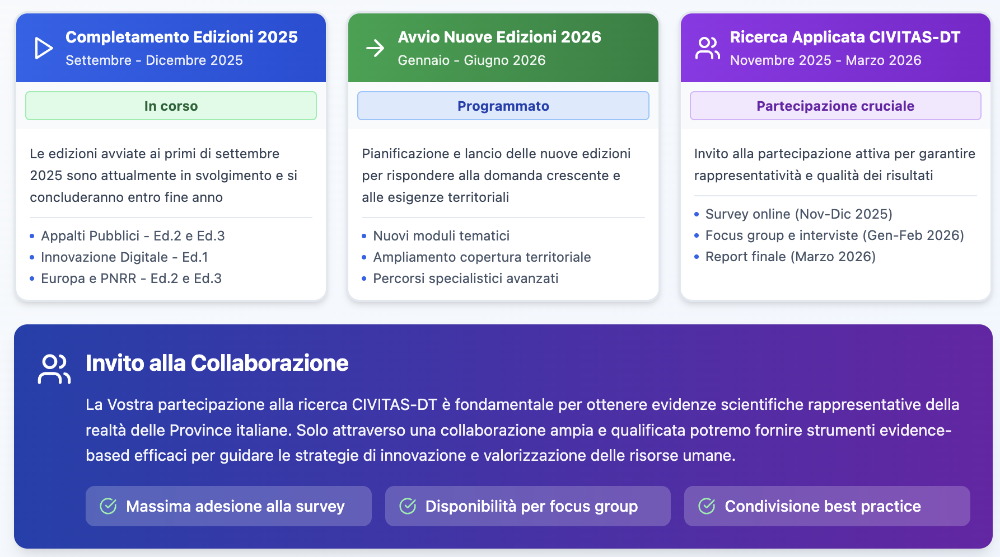 Completamento Edizioni 2025
Settembre - Dicembre 2025
In corso
Le edizioni avviate ai primi di settembre
2025 sono attualmente in svolgimento e si
concluderanno entro fine anno
• Appalti Pubblici - Ed.2 e Ed.3
• Innovazione Digitale - Ed.1
• Europa e PNRR - Ed.2 e Ed.3
Avvio Nuove Edizioni 2026
Gennaio - Giugno 2026
Programmato
Pianificazione e lancio delle nuove edizioni
per rispondere alla domanda crescente e
alle esigenze territoriali
• Nuovi moduli tematici
• Ampliamento copertura territoriale
• Percorsi specialistici avanzati
Ricerca Applicata CIVITAS-DT
Novembre 2025 - Marzo 2026
Partecipazione cruciale
Invito alla partecipazione attiva per garantire
rappresentatività e qualità dei risultati
• Survey online (Nov-Dic 2025)
• Focus group e interviste (Gen-Feb 2026)
• Report finale (Marzo 2026)
Invito alla Collaborazione
La Vostra partecipazione alla ricerca CIVITAS-DT è fondamentale per ottenere evidenze scientifiche rappresentative della
realtà delle Province italiane. Solo attraverso una collaborazione ampia e qualificata potremo fornire strumenti evidence-
based efficaci per guidare le strategie di innovazione e valorizzazione delle risorse umane.
Massima adesione alla survey
Disponibilità per focus group
Condivisione best practice